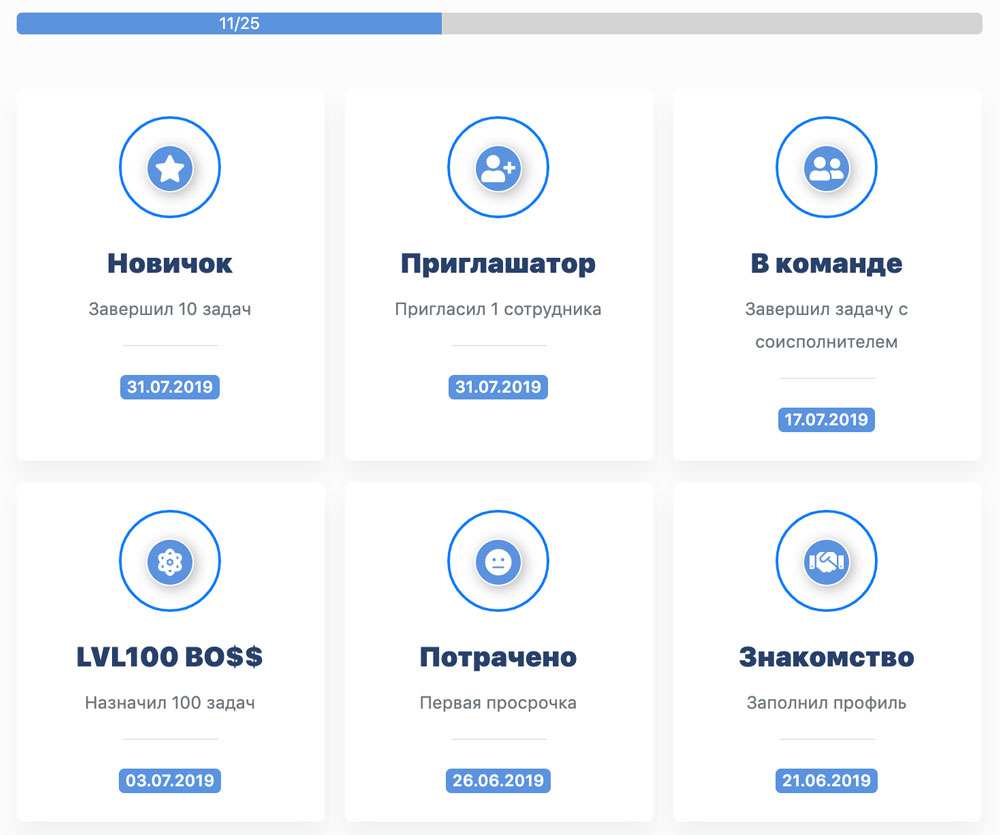 11/25
Новичок
Завершил 10 задач
31.07.2019
Приглашатор
Пригласил 1 сотрудника
31.07.2019
В команде
Завершил задачу с
соисполнителем
17.07.2019
LVL100 BO$$
Назначил 100 задач
03.07.2019
Потрачено
Первая просрочка
26.06.2019
Знакомство
Заполнил профиль
21.06.2019